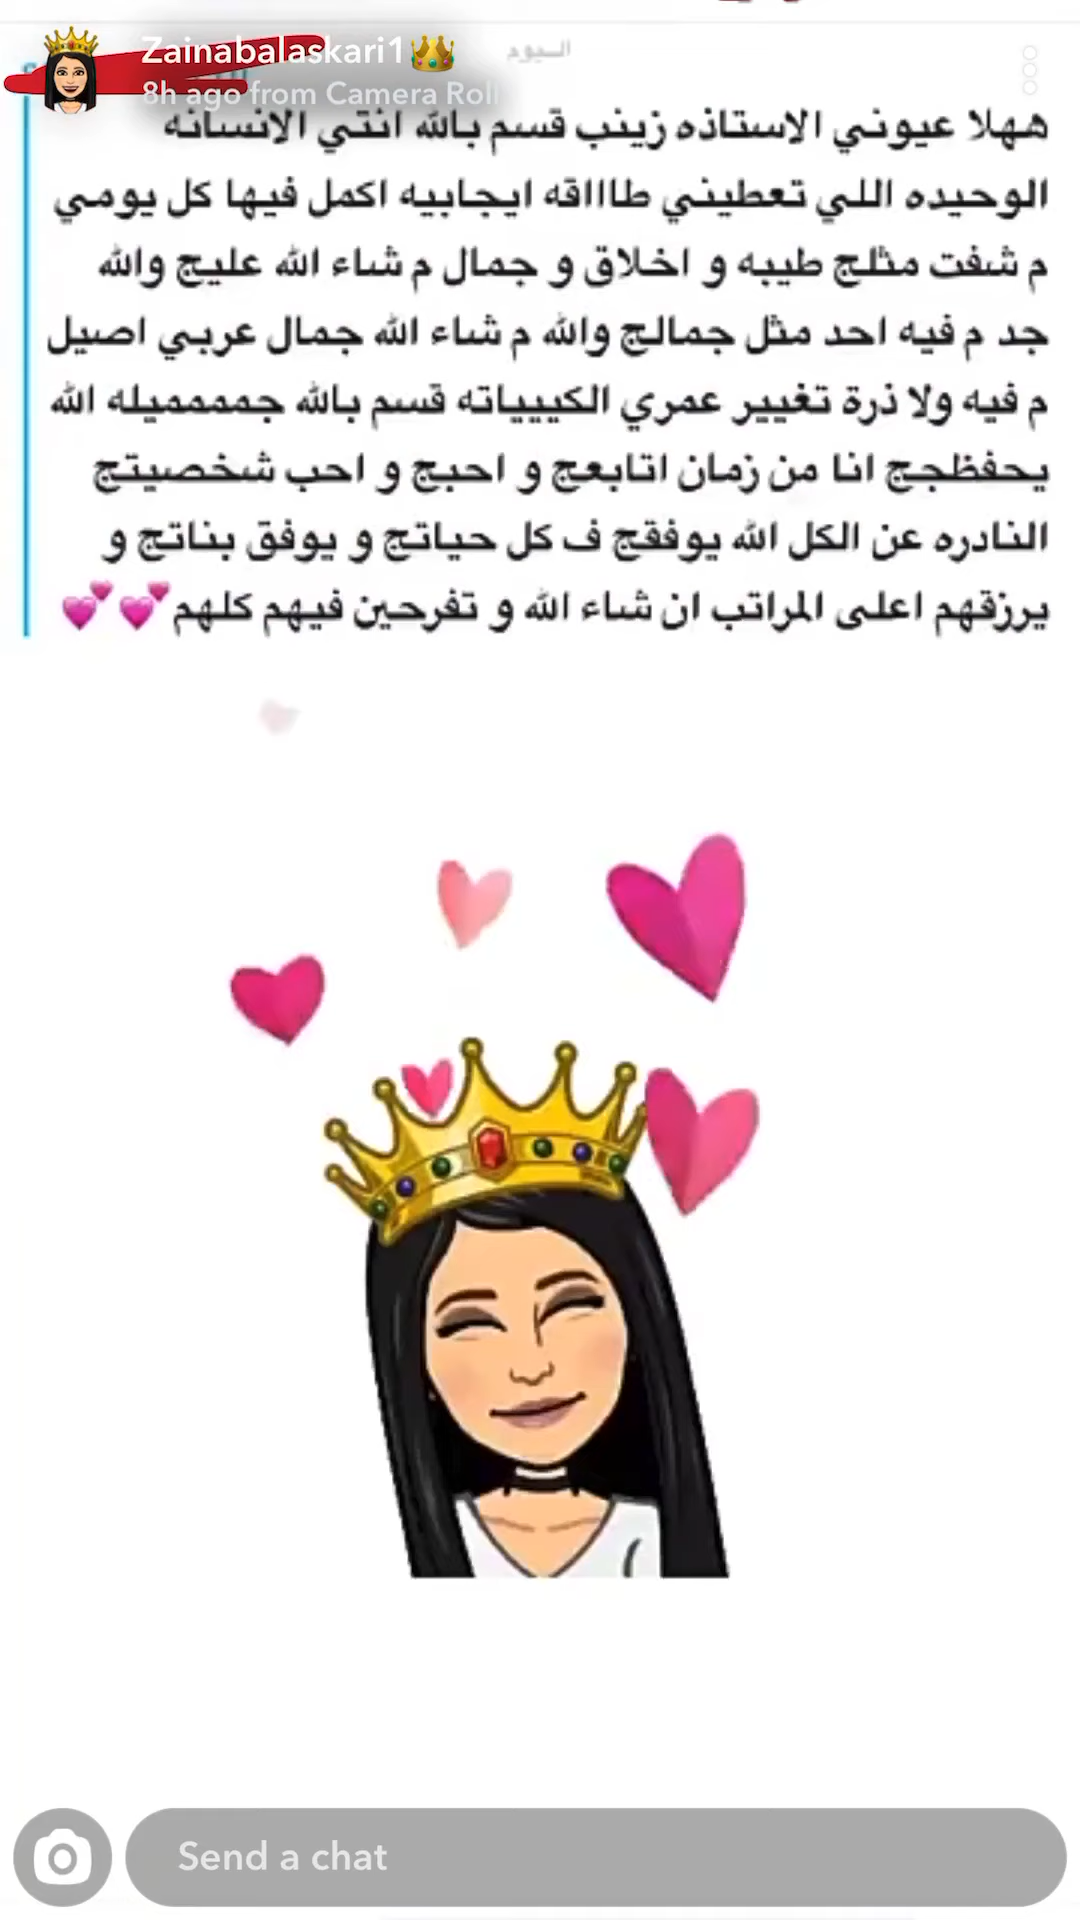 اليوم
Zainabalaskari1👑
8h ago from Camera Roll
ههلا عيوني الاستاذه زينب قسم بالله انتي الانسانه
الوحيده اللي تعطيني طاااقه ايجابيه اكمل فيها كل يومي
م شفت مثلج طيبه و اخلاق و جمال م شاء الله عليج والله
جد م فيه احد مثل جمالج والله م شاء الله جمال عربي اصيل
م فيه ولا ذرة تغيير عمري الكيبياته قسم بالله جممممميله الله
يحفظجج انا من زمان اتابعج و احبج و احب شخصيتج
النادره عن الكل الله يوفقج ف كل حياتج و يوفق بناتج و
يرزقهم اعلى المراتب ان شاء الله و تفرحين فيهم كلهم💕💕
Send a chat